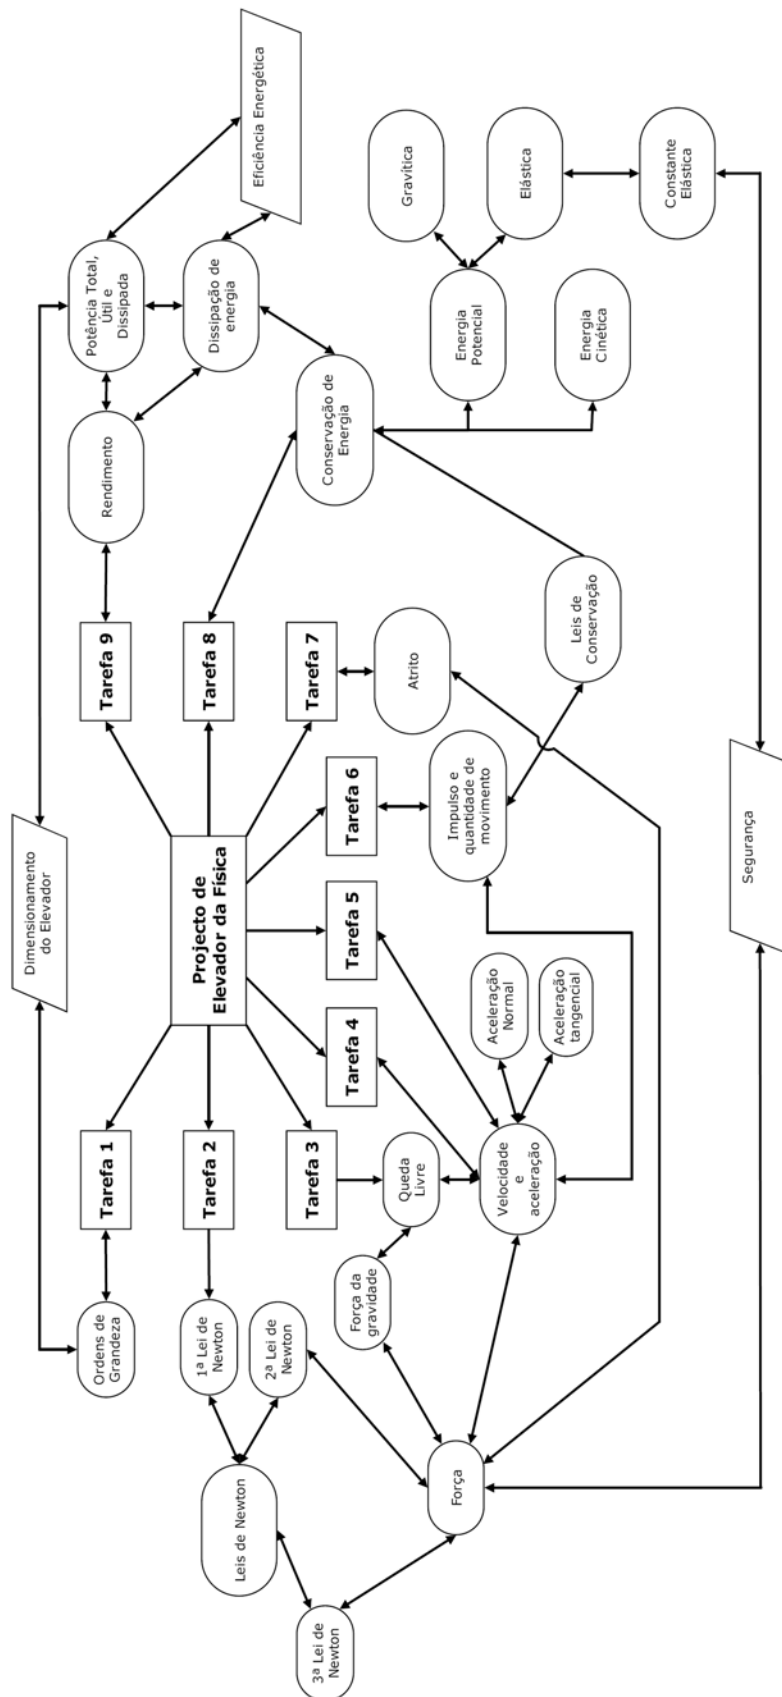 Dimensionamento
do Elevador
Potência Total,
Útil e
Dissipada
Eficiência Energética
Ordens de
Grandeza
Tarefa 1
Tarefa 9
Rendimento
Dissipação de
energia
Projecto de
Elevador da Física
1ª Lei de
Newton
Tarefa 2
Tarefa 8
Leis de Newton
2ª Lei de
Newton
Tarefa 3
Tarefa 7
Conservação de
Energia
3ª Lei de
Newton
Força da
gravidade
Queda
Livre
Tarefa 4
Tarefa 5
Tarefa 6
Atrito
Gravítica
Energia
Potencial
Elástica
Força
Velocidade
e
aceleração
Aceleração
Normal
Aceleração
tangencial
Impulso e
quantidade de
movimento
Leis de
Conservação
Energia
Cinética
Constante
Elástica
Segurança